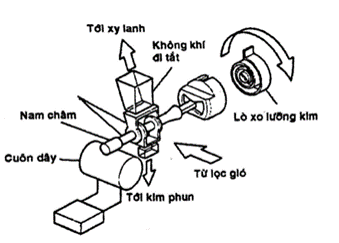 Tới xy lanh
Không khí
đi tắt
Lò xo lưỡng kim
Nam châm
Cuôn dây
Từ lọc gió
Tới kim phun